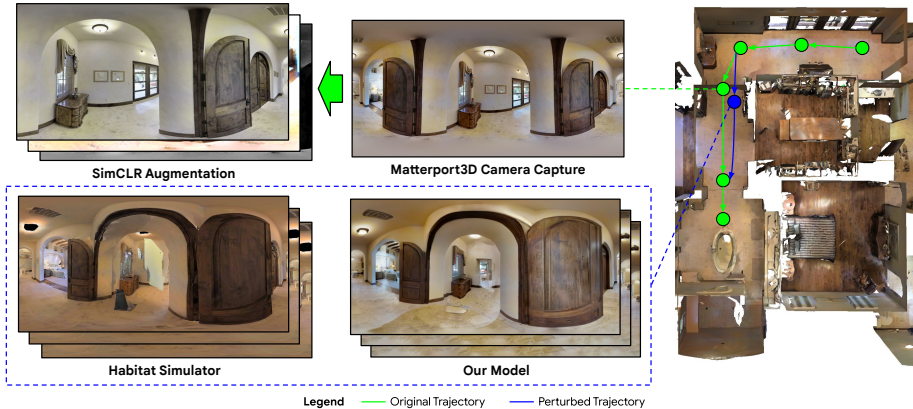 SimCLR Augmentation
Matterport3D Camera Capture
Habitat Simulator
Our Model
Legend Original Trajectory Perturbed Trajectory